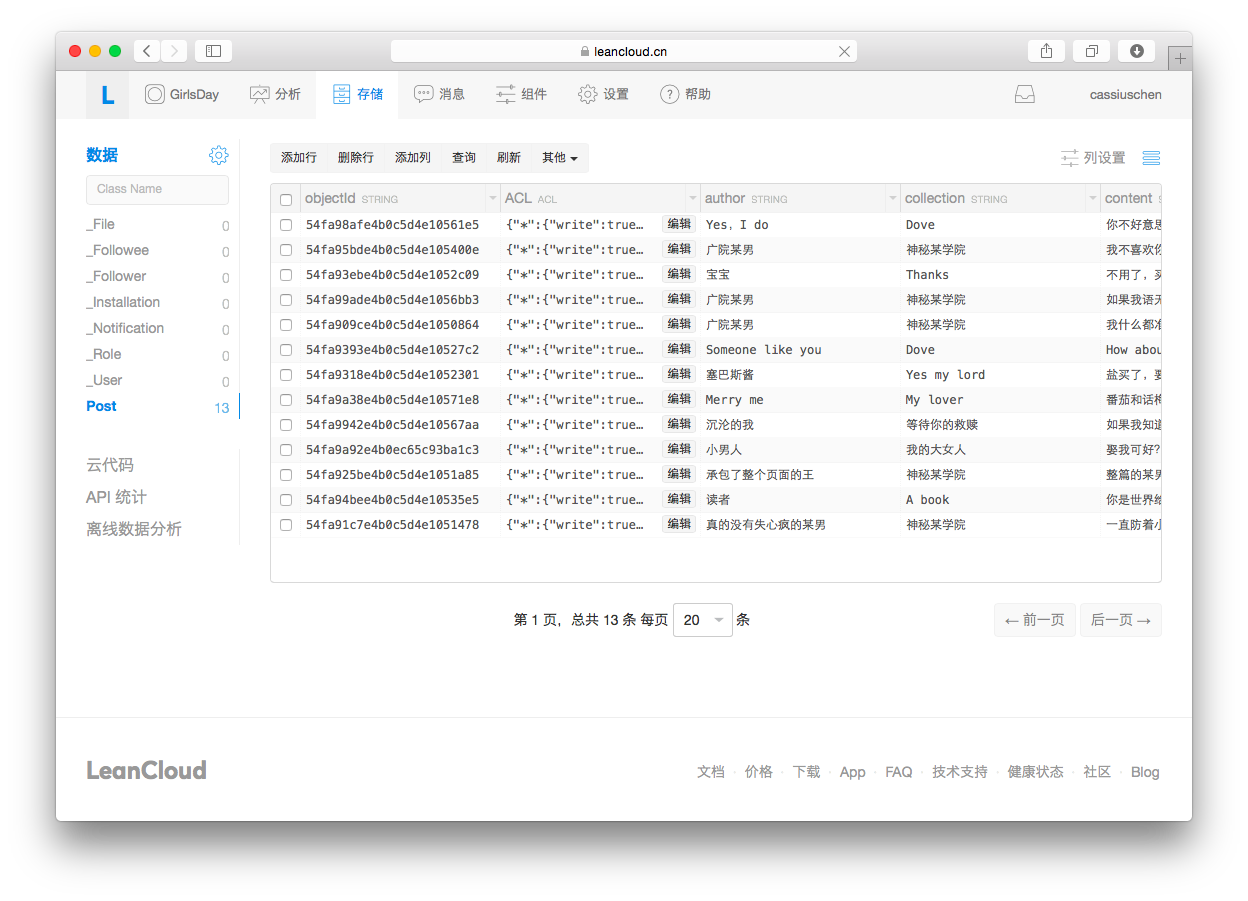 leancloud.cn
L GirlsDay 分析 存储 消息 组件 设置 ? 帮助 cassiuschen
数据 添加行 删除行 添加列 查询 刷新 其他 列设置
Class Name
_File 0
_Followee 0
_Follower 0
_Installation 0
_Notification 0
_Role 0
_User 0
Post 13
云代码
API 统计
离线数据分析
objectId STRING ACL ACL author STRING collection STRING content
54fa98afe4b0c5d4e10561e5 {"*":{"write":true… 编辑 Yes, I do Dove 你不好意思
54fa95bde4b0c5d4e105400e {"*":{"write":true… 编辑 广院某男 神秘某学院 我不喜欢你
54fa93ebe4b0c5d4e1052c09 {"*":{"write":true… 编辑 宝宝 Thanks 不用了，买
54fa99ade4b0c5d4e1056bb3 {"*":{"write":true… 编辑 广院某男 神秘某学院 如果我语无
54fa909ce4b0c5d4e1050864 {"*":{"write":true… 编辑 广院某男 神秘某学院 我什么都准
54fa9393e4b0c5d4e10527c2 {"*":{"write":true… 编辑 Someone like you Dove How abou
54fa9318e4b0c5d4e1052301 {"*":{"write":true… 编辑 塞巴斯酱 Yes my lord 盐买了，要
54fa9a38e4b0c5d4e10571e8 {"*":{"write":true… 编辑 Merry me My lover 番茄和话梅
54fa9942e4b0c5d4e10567aa {"*":{"write":true… 编辑 沉沦的我 等待你的救赎 如果我知道
54fa9a92e4b0ec65c93ba1c3 {"*":{"write":true… 编辑 小男人 我的大女人 娶我可好?
54fa925be4b0c5d4e1051a85 {"*":{"write":true… 编辑 承包了整个页面的王 神秘某学院 整篇的某男
54fa94bee4b0c5d4e10535e5 {"*":{"write":true… 编辑 读者 A book 你是世界给
54fa91c7e4b0c5d4e1051478 {"*":{"write":true… 编辑 真的没有失心疯的某男 神秘某学院 一直防着小
第 1 页，总共 13 条 每页 20 条 ← 前一页 后一页 →
LeanCloud 文档 · 价格 · 下载 · App · FAQ · 技术支持 · 健康状态 · 社区 · Blog